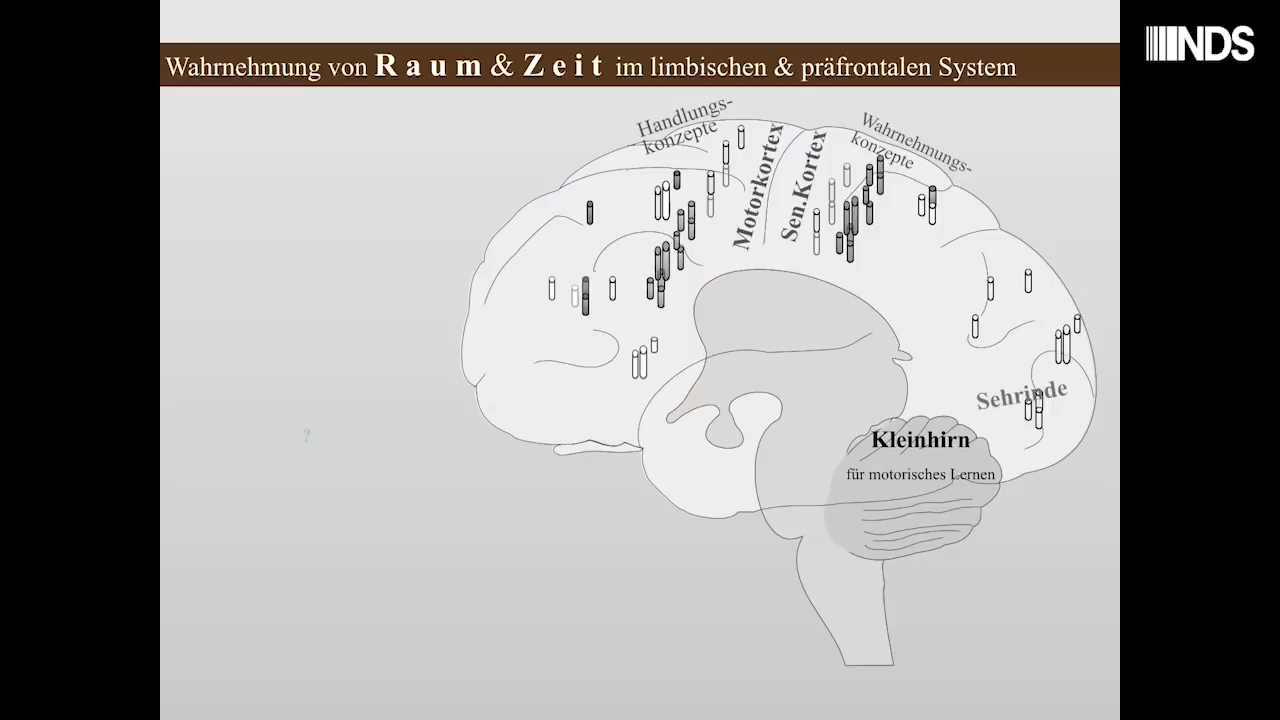 Wahrnehmung von Raum & Zeit im limbischen & präfrontalen System
NDS
Handlungs-
konzepte
Motorkortex
Sen.Kortex
Wahrnehmungs-
konzepte
Sehrinde
?
Kleinhirn
für motorisches Lernen